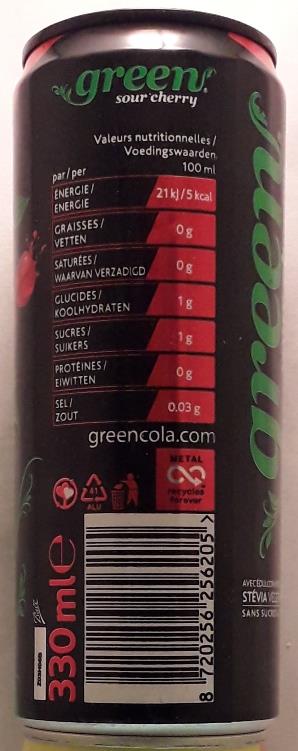 green
sour cherry
Valeurs nutritionnelles /
Voedingswaarden
par / per 100 ml
ÉNERGIE / ENERGIE 21 kJ / 5 kcal
GRAISSES / VETTEN 0 g
SATURÉES / WAARVAN VERZADIGD 0 g
GLUCIDES / KOOLHYDRATEN 1 g
SUCRES / SUIKERS 1 g
PROTÉINES / EIWITTEN 0 g
SEL / ZOUT 0.03 g
greencola.com
METAL
recycles
forever
41
ALU
330 ml e
8 720256 256205 >
green
STÉVIA
SANS SUCRE